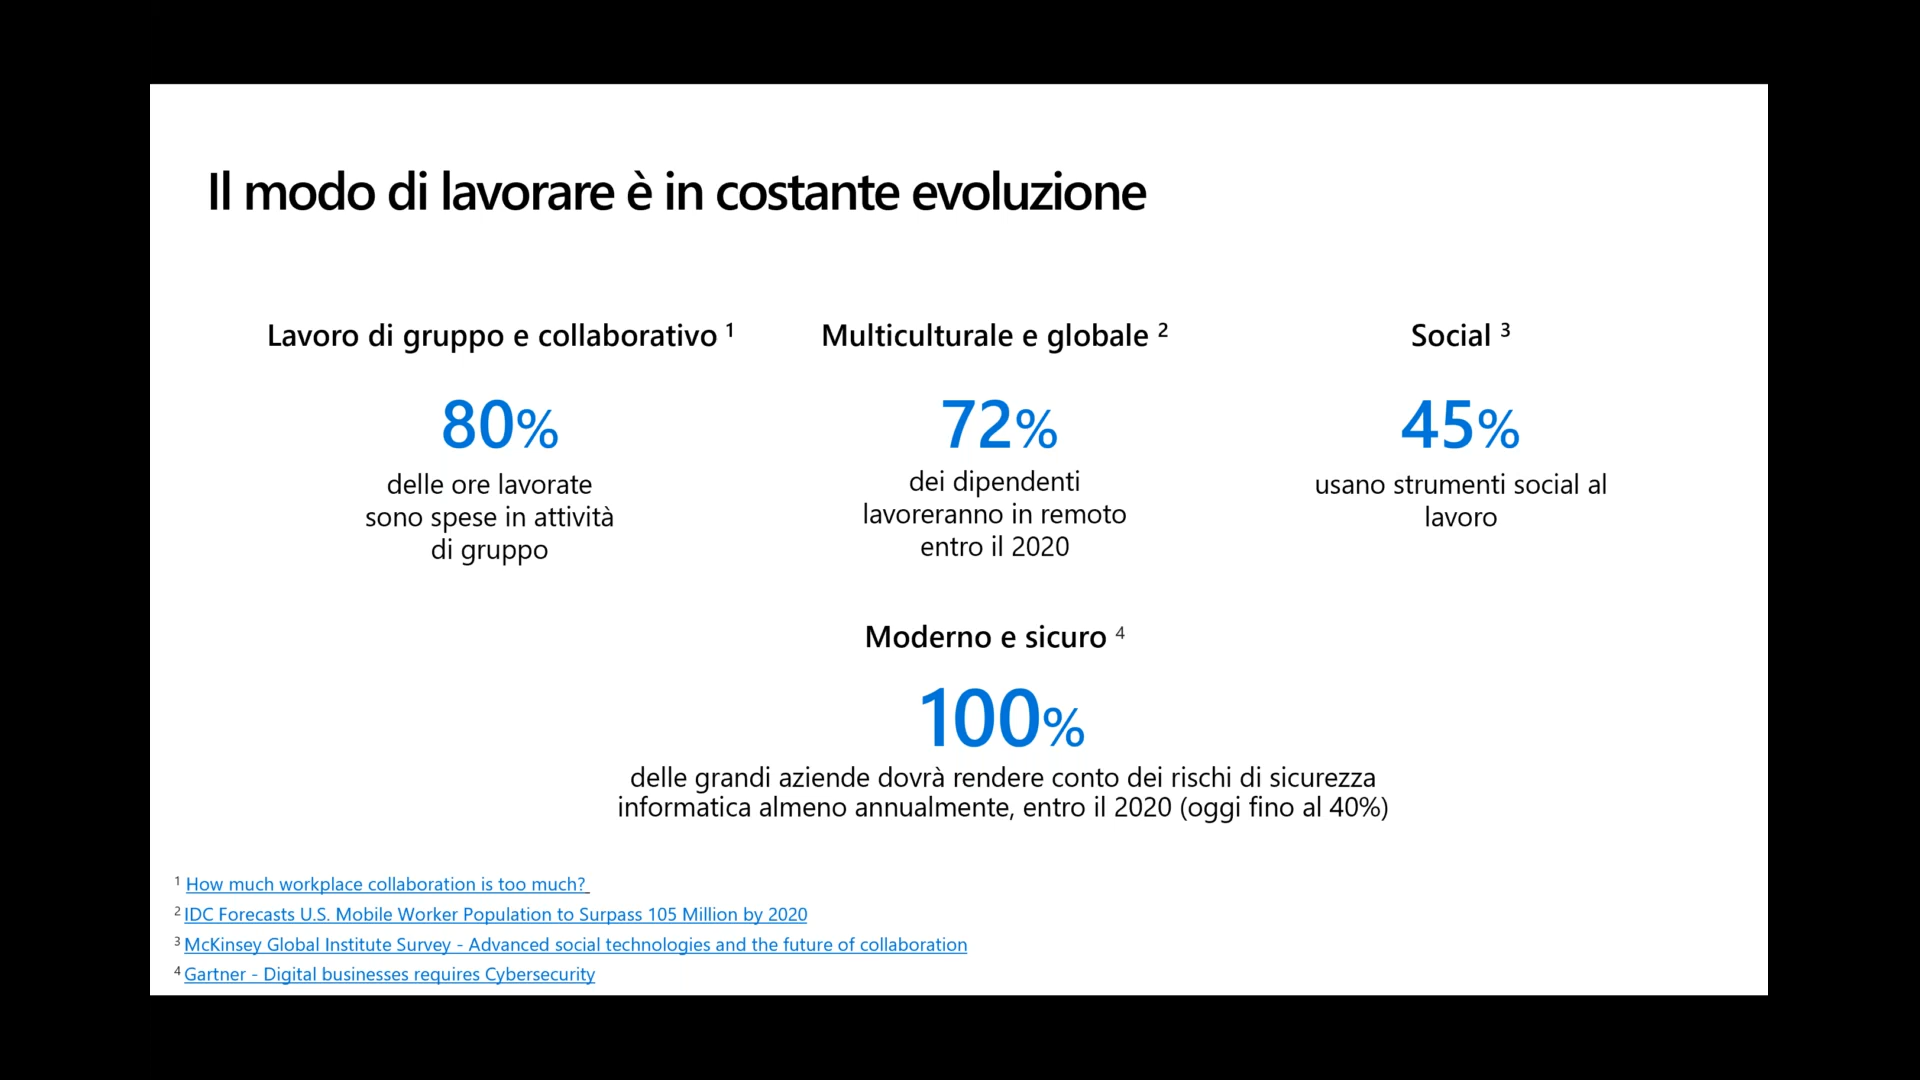 Il modo di lavorare è in costante evoluzione
Lavoro di gruppo e collaborativo ¹
80%
delle ore lavorate
sono spese in attività
di gruppo
Multiculturale e globale ²
72%
dei dipendenti
lavoreranno in remoto
entro il 2020
Social ³
45%
usano strumenti social al
lavoro
Moderno e sicuro ⁴
100%
delle grandi aziende dovrà rendere conto dei rischi di sicurezza
informatica almeno annualmente, entro il 2020 (oggi fino al 40%)
¹ How much workplace collaboration is too much?
² IDC Forecasts U.S. Mobile Worker Population to Surpass 105 Million by 2020
³ McKinsey Global Institute Survey - Advanced social technologies and the future of collaboration
⁴ Gartner - Digital businesses requires Cybersecurity